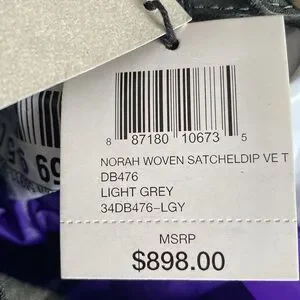 8 87180 10673 5
NORAH WOVEN SATCHELDIP VE T
DB476
LIGHT GREY
34DB476-LGY
MSRP
$898.00